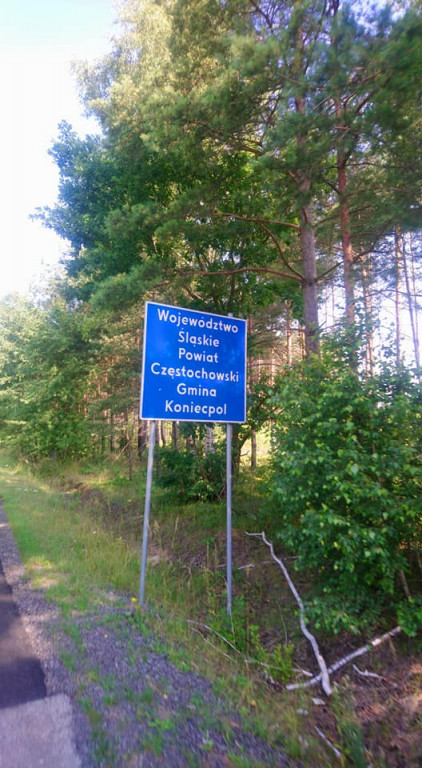 Województwo
Śląskie
Powiat
Częstochowski
Gmina
Koniecpol